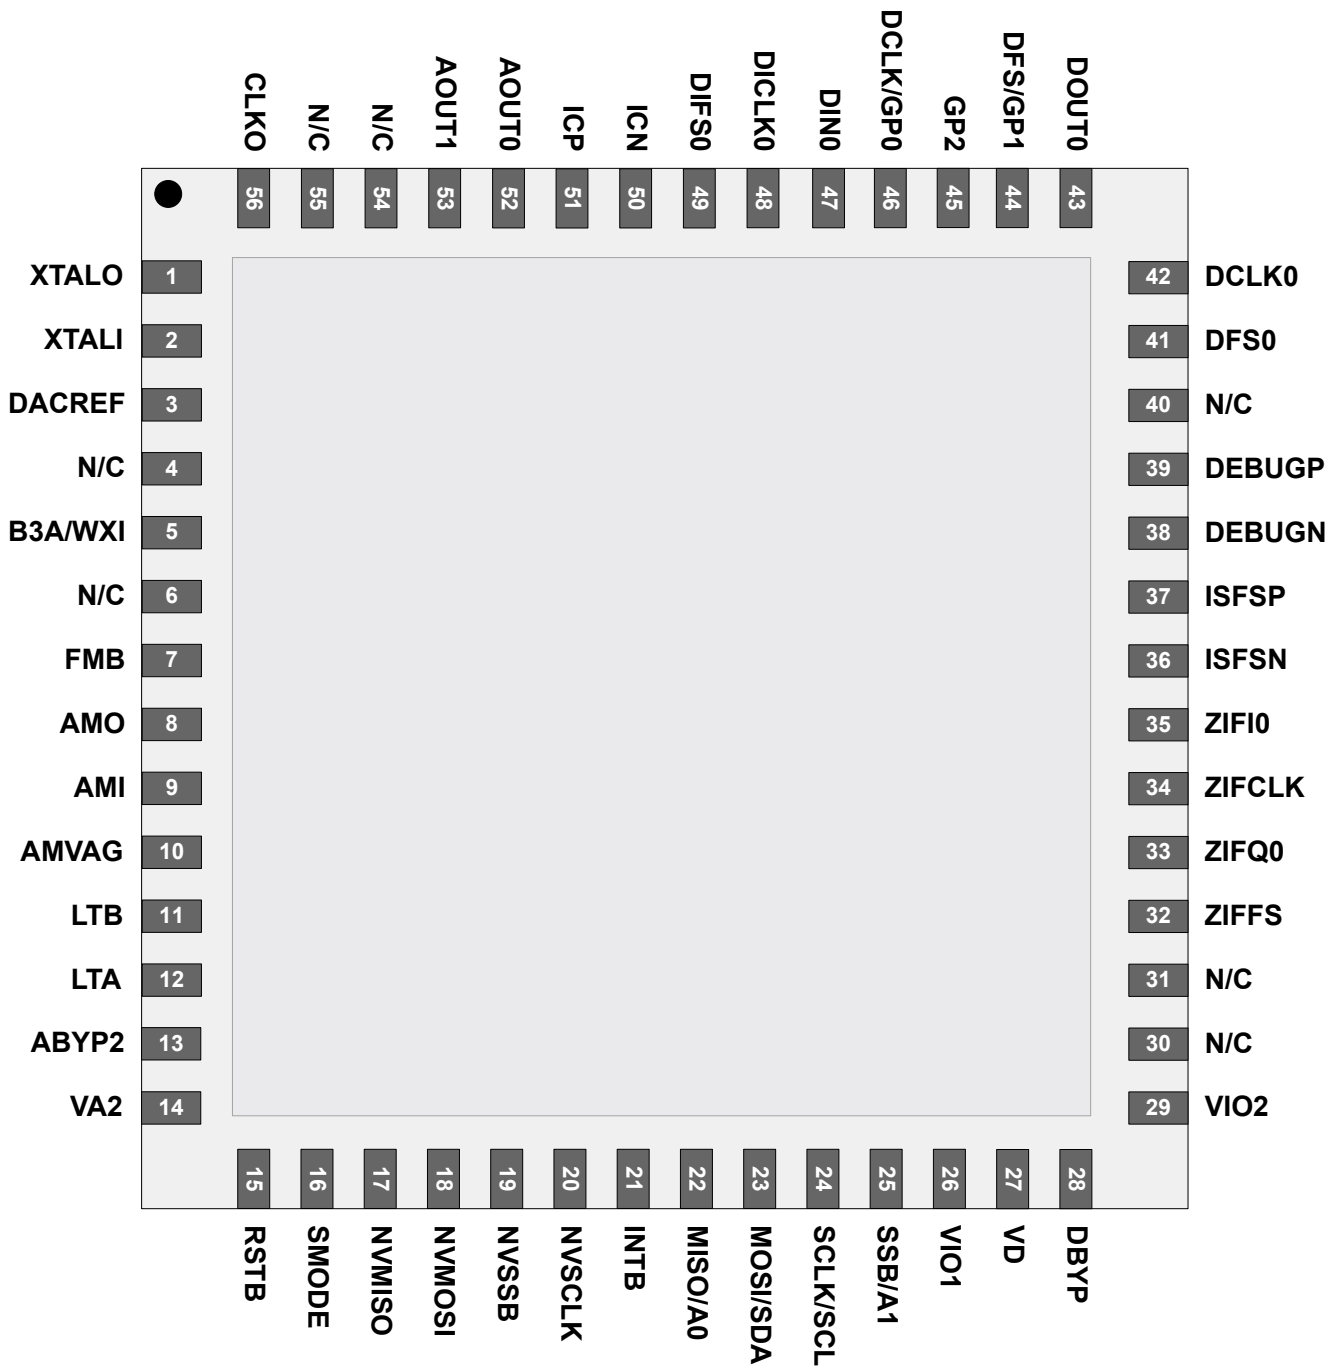 CLKO
N/C
N/C
AOUT1
AOUT0
ICP
ICN
DIFS0
DICLK0
DIN0
DCLK/GP0
GP2
DFS/GP1
DOUT0
56
55
54
53
52
51
50
49
48
47
46
45
44
43
XTALO 1
XTALI 2
DACREF 3
N/C 4
B3A/WXI 5
N/C 6
FMB 7
AMO 8
AMI 9
AMVAG 10
LTB 11
LTA 12
ABYP2 13
VA2 14
42 DCLK0
41 DFS0
40 N/C
39 DEBUGP
38 DEBUGN
37 ISFSP
36 ISFSN
35 ZIFI0
34 ZIFCLK
33 ZIFQ0
32 ZIFFS
31 N/C
30 N/C
29 VIO2
15
16
17
18
19
20
21
22
23
24
25
26
27
28
RSTB
SMODE
NVMISO
NVMOSI
NVSSB
NVSCLK
INTB
MISO/A0
MOSI/SDA
SCLK/SCL
SSB/A1
VIO1
VD
DBYP